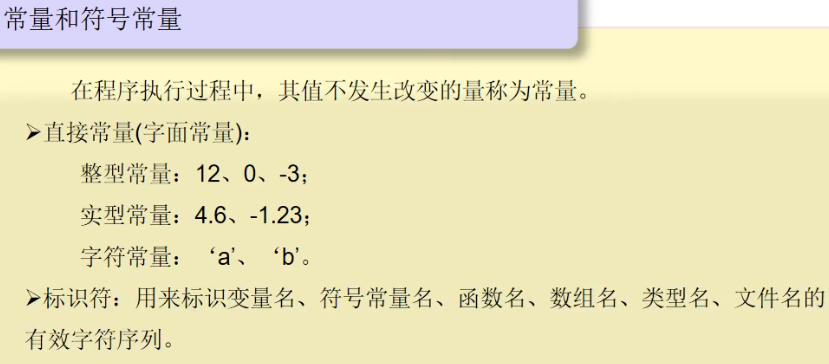 常量和符号常量
在程序执行过程中，其值不发生改变的量称为常量。
➢直接常量(字面常量)：
整型常量：12、0、-3；
实型常量：4.6、-1.23；
字符常量：‘a’、‘b’。
➢标识符：用来标识变量名、符号常量名、函数名、数组名、类型名、文件名的
有效字符序列。